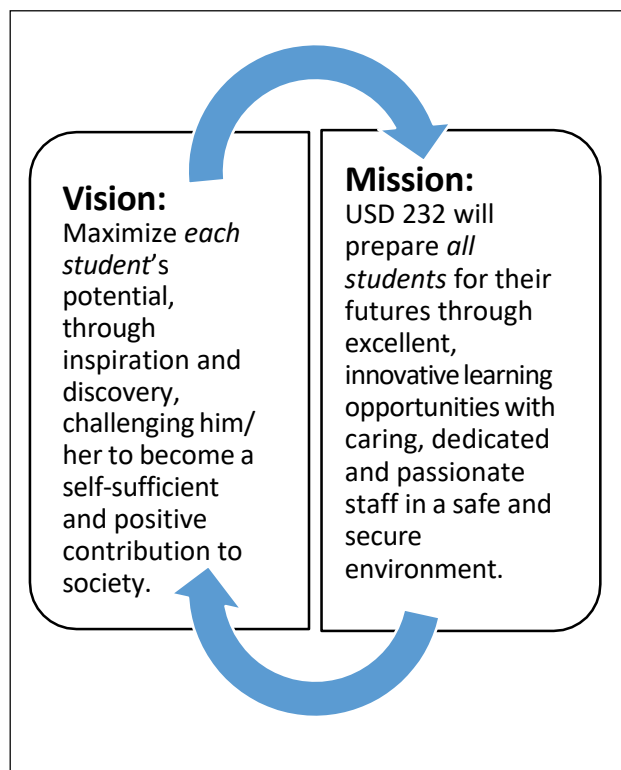 Vision:
Maximize each
student's
potential,
through
inspiration and
discovery,
challenging him/
her to become a
self-sufficient
and positive
contribution to
society.
Mission:
USD 232 will
prepare all
students for their
futures through
excellent,
innovative learning
opportunities with
caring, dedicated
and passionate
staff in a safe and
secure
environment.